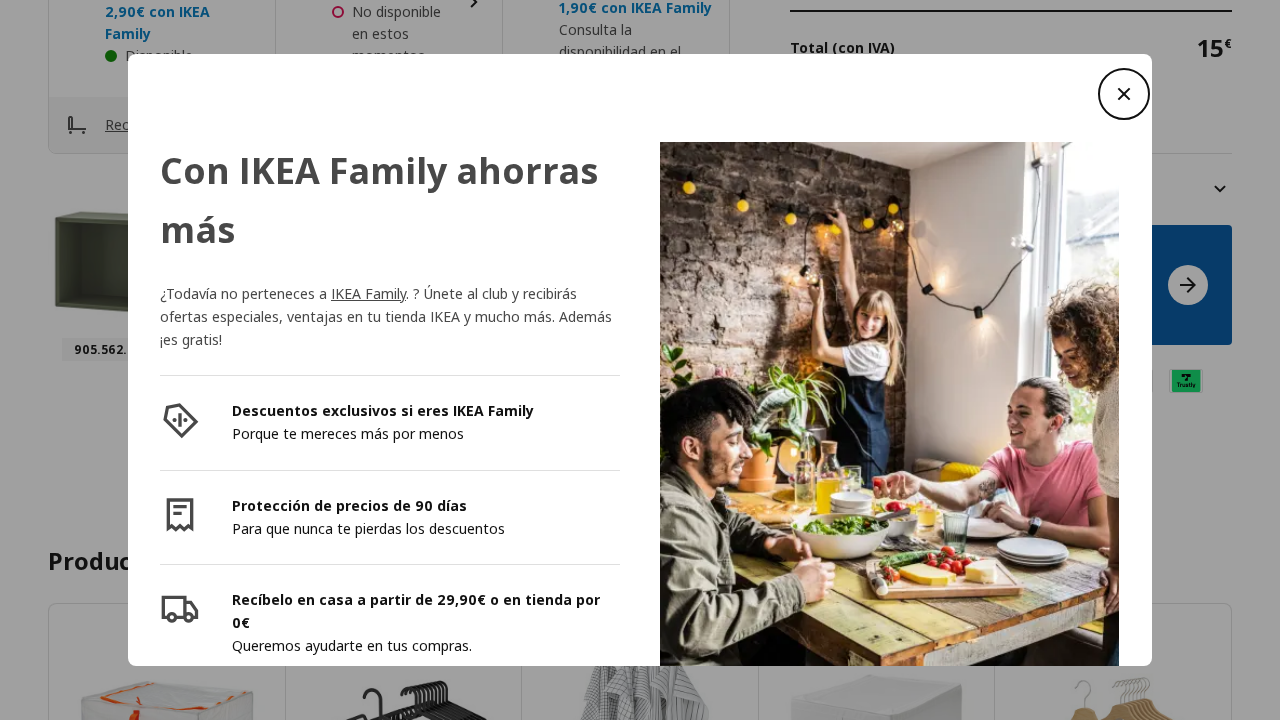 2,90€ con IKEA
Family
Disponible
No disponible
en estos
momentos
1,90€ con IKEA Family
Consulta la
disponibilidad en el
Total (con IVA)
15€
Con IKEA Family ahorras
más
¿Todavía no perteneces a IKEA Family. ? Únete al club y recibirás
ofertas especiales, ventajas en tu tienda IKEA y mucho más. Además
¡es gratis!
905.562.
Descuentos exclusivos si eres IKEA Family
Porque te mereces más por menos
Trustly
Protección de precios de 90 días
Para que nunca te pierdas los descuentos
Produc
Recíbelo en casa a partir de 29,90€ o en tienda por
0€
Queremos ayudarte en tus compras.